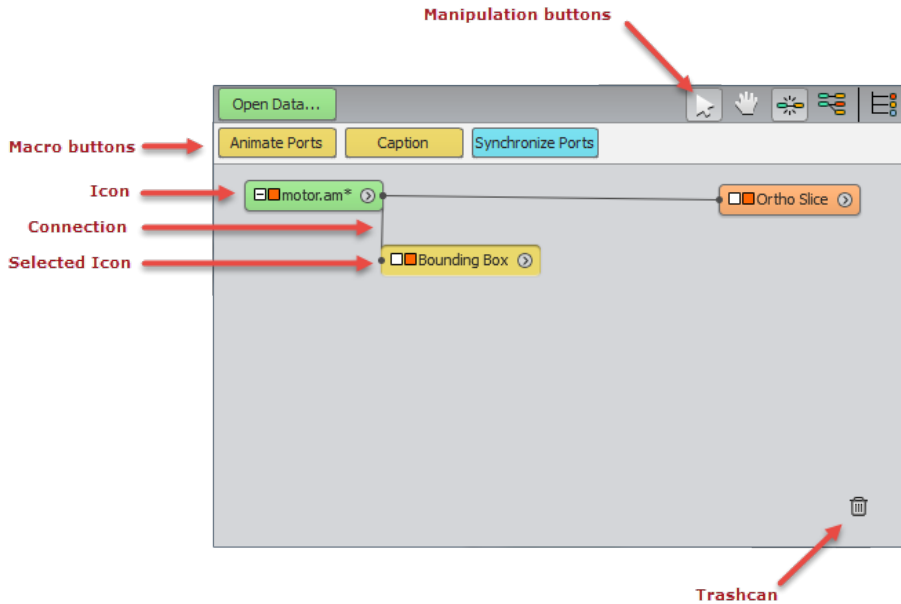 Manipulation buttons
Open Data...
Macro buttons
Animate Ports
Caption
Synchronize Ports
Icon
motor.am*
Ortho Slice
Connection
Selected Icon
Bounding Box
Trashcan